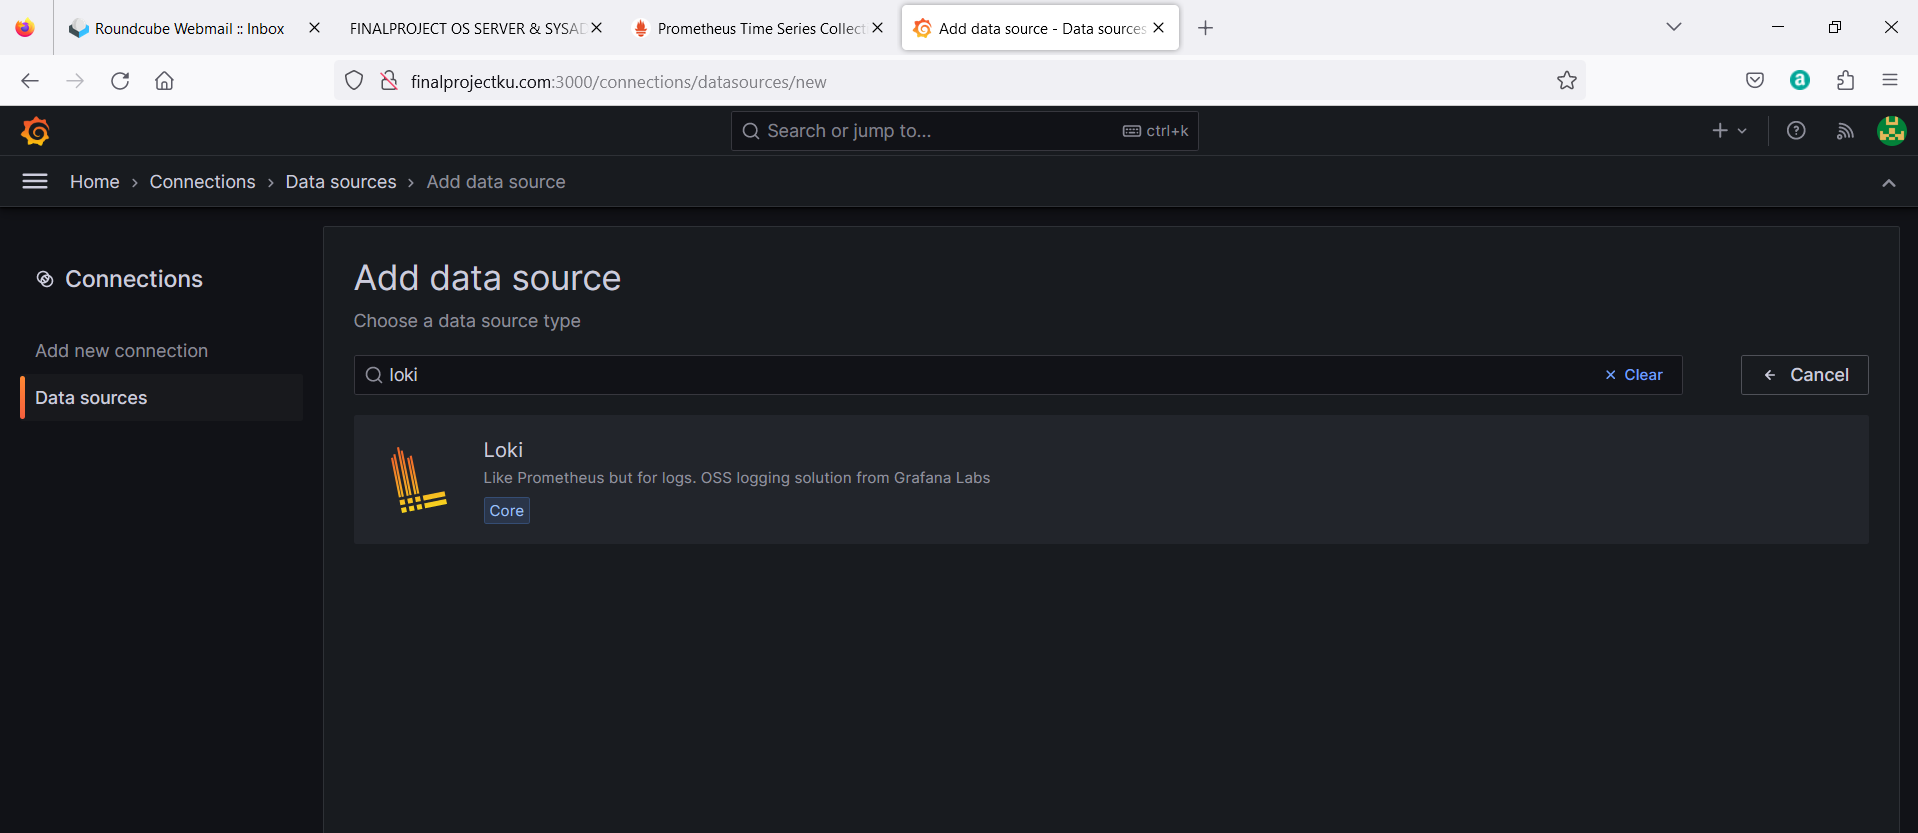 Roundcube Webmail :: Inbox
FINALPROJECT OS SERVER & SYSAD
Prometheus Time Series Collect
Add data source - Data sources
finalprojectku.com:3000/connections/datasources/new
Search or jump to...
ctrl+k
Home › Connections › Data sources › Add data source
Connections
Add new connection
Data sources
Add data source
Choose a data source type
loki
Clear
Cancel
Loki
Like Prometheus but for logs. OSS logging solution from Grafana Labs
Core